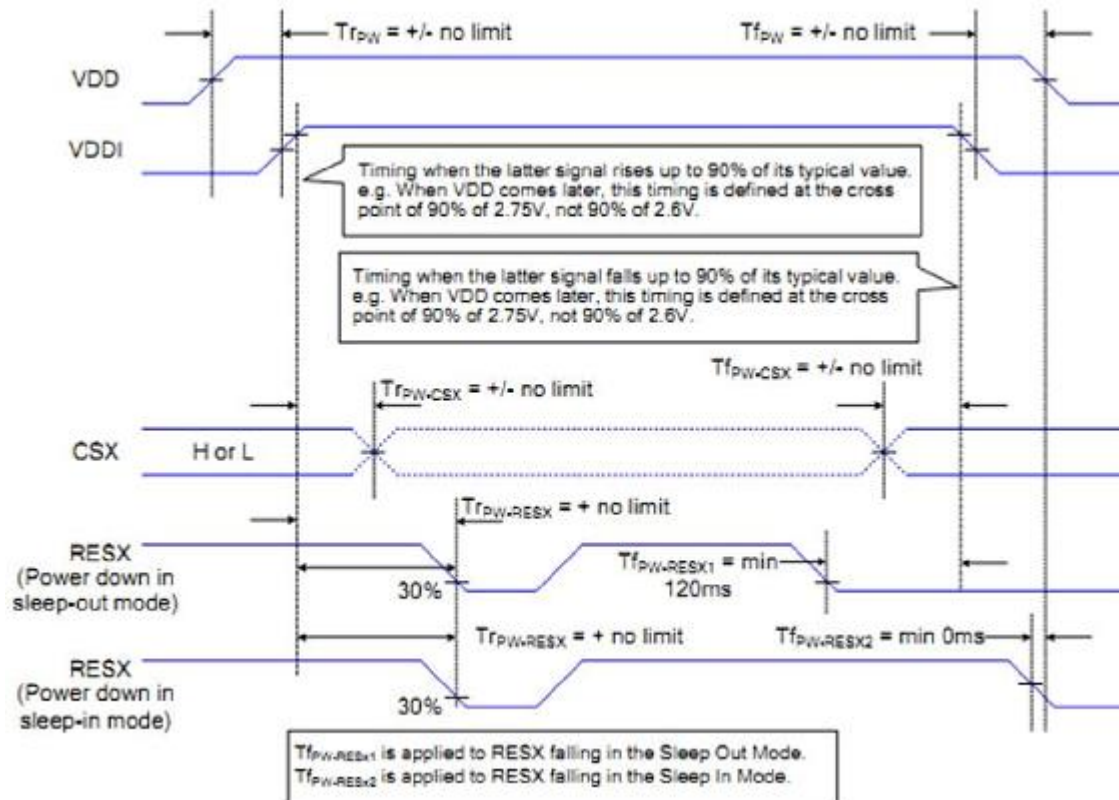 TrPW = +/- no limit
TfPW = +/- no limit
VDD
VDDI
Timing when the latter signal rises up to 90% of its typical value.
e.g. When VDD comes later, this timing is defined at the cross
point of 90% of 2.75V, not 90% of 2.6V.
Timing when the latter signal falls up to 90% of its typical value.
e.g. When VDD comes later, this timing is defined at the cross
point of 90% of 2.75V, not 90% of 2.6V.
TrPW-CSX = +/- no limit
TfPW-CSX = +/- no limit
CSX
H or L
TrPW-RESX = + no limit
RESX
(Power down in
sleep-out mode)
30%
TfPW-RESX1 = min
120ms
TrPW-RESX = + no limit
TfPW-RESX2 = min 0ms
RESX
(Power down in
sleep-in mode)
30%
TfPW-RESx1 is applied to RESX falling in the Sleep Out Mode.
TfPW-RESx2 is applied to RESX falling in the Sleep In Mode.